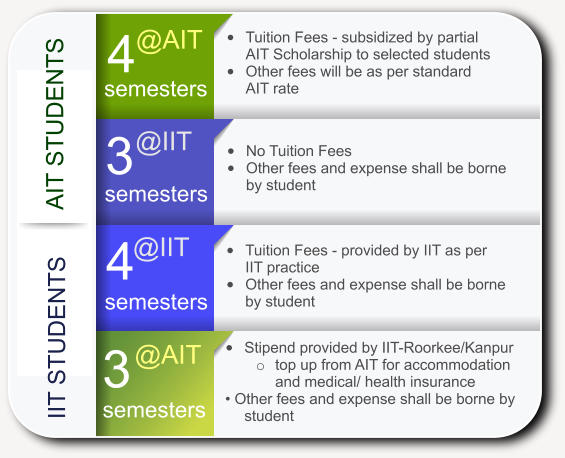 AIT STUDENTS
4 @AIT
semesters
• Tuition Fees - subsidized by partial
AIT Scholarship to selected students
• Other fees will be as per standard
AIT rate
3 @IIT
semesters
• No Tuition Fees
• Other fees and expense shall be borne
by student
IIT STUDENTS
4 @IIT
semesters
• Tuition Fees - provided by IIT as per
IIT practice
• Other fees and expense shall be borne
by student
3 @AIT
semesters
• Stipend provided by IIT-Roorkee/Kanpur
o top up from AIT for accommodation
and medical/ health insurance
• Other fees and expense shall be borne by
student